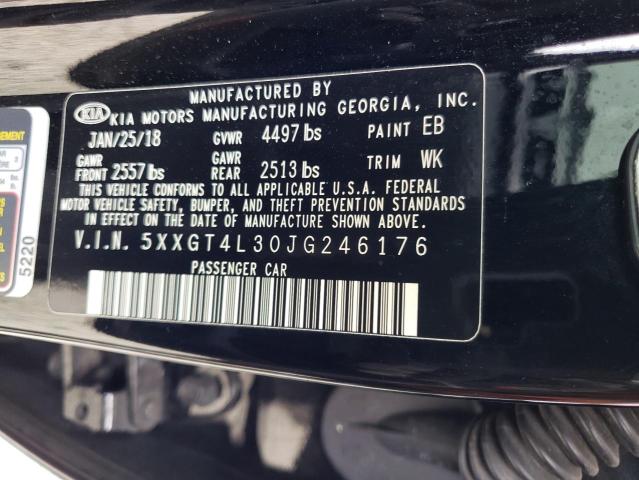 MANUFACTURED BY
KIA KIA MOTORS MANUFACTURING GEORGIA, INC.
JAN/25/18 GVWR 4497 lbs PAINT EB
GAWR FRONT 2557 lbs GAWR REAR 2513 lbs TRIM WK
THIS VEHICLE CONFORMS TO ALL APPLICABLE U.S.A. FEDERAL
MOTOR VEHICLE SAFETY, BUMPER, AND THEFT PREVENTION STANDARDS
IN EFFECT ON THE DATE OF MANUFACTURE SHOWN ABOVE.
V.I.N. 5XXGT4L30JG246176
PASSENGER CAR
5220